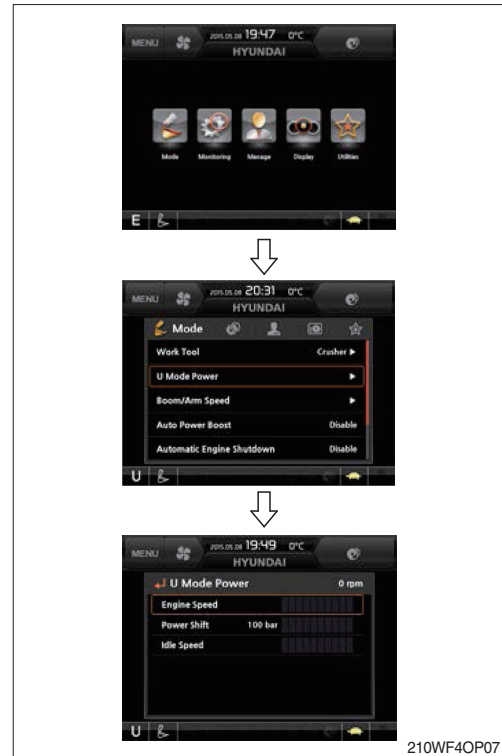 MENU 2015.05.08 19:47 0°C
HYUNDAI
Mode Monitoring Manage Display Utilities
E
MENU 2015.05.08 20:31 0°C
HYUNDAI
Mode
Work Tool Crusher ►
U Mode Power ►
Boom/Arm Speed ►
Auto Power Boost Disable
Automatic Engine Shutdown Disable
U
MENU 2015.05.08 19:49 0°C
HYUNDAI
U Mode Power 0 rpm
Engine Speed
Power Shift 100 bar
Idle Speed
U
210WF4OP07